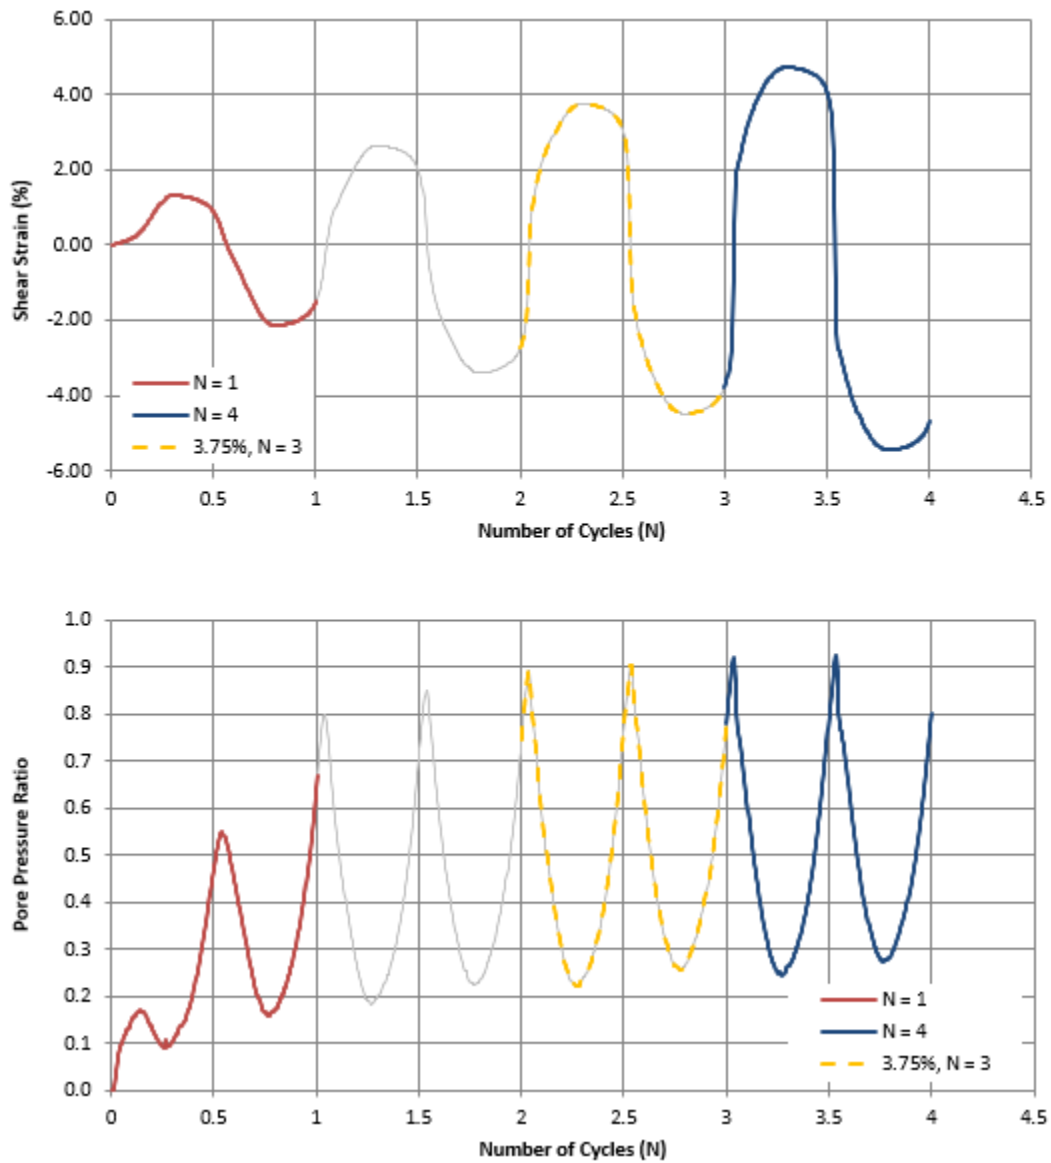 6.00
4.00
2.00
0.00
-2.00
-4.00
-6.00
Shear Strain (%)
N = 1
N = 4
3.75%, N = 3
0 0.5 1 1.5 2 2.5 3 3.5 4 4.5
Number of Cycles (N)
1.0
0.9
0.8
0.7
0.6
0.5
0.4
0.3
0.2
0.1
0.0
Pore Pressure Ratio
N = 1
N = 4
3.75%, N = 3
0 0.5 1 1.5 2 2.5 3 3.5 4 4.5
Number of Cycles (N)